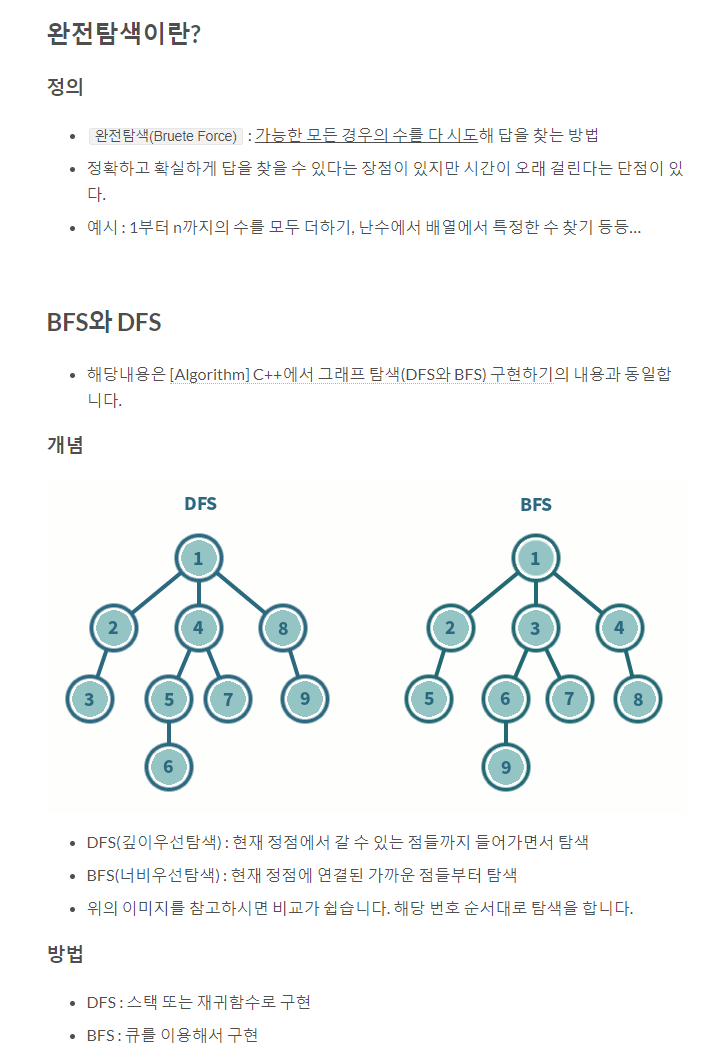 완전탐색이란?
정의
완전탐색(Bruete Force) : 가능한 모든 경우의 수를 다 시도해 답을 찾는 방법
정확하고 확실하게 답을 찾을 수 있다는 장점이 있지만 시간이 오래 걸린다는 단점이 있
다.
예시 : 1부터 n까지의 수를 모두 더하기, 난수에서 배열에서 특정한 수 찾기 등등...
BFS와 DFS
해당내용은 [Algorithm] C++에서 그래프 탐색(DFS와 BFS) 구현하기의 내용과 동일합
니다.
개념
DFS
BFS
1
1
2
4
8
2
3
4
3
5
7
9
5
6
7
8
6
9
DFS(깊이우선탐색) : 현재 정점에서 갈 수 있는 점들까지 들어가면서 탐색
BFS(너비우선탐색) : 현재 정점에 연결된 가까운 점들부터 탐색
위의 이미지를 참고하시면 비교가 쉽습니다. 해당 번호 순서대로 탐색을 합니다.
방법
DFS : 스택 또는 재귀함수로 구현
BFS : 큐를 이용해서 구현